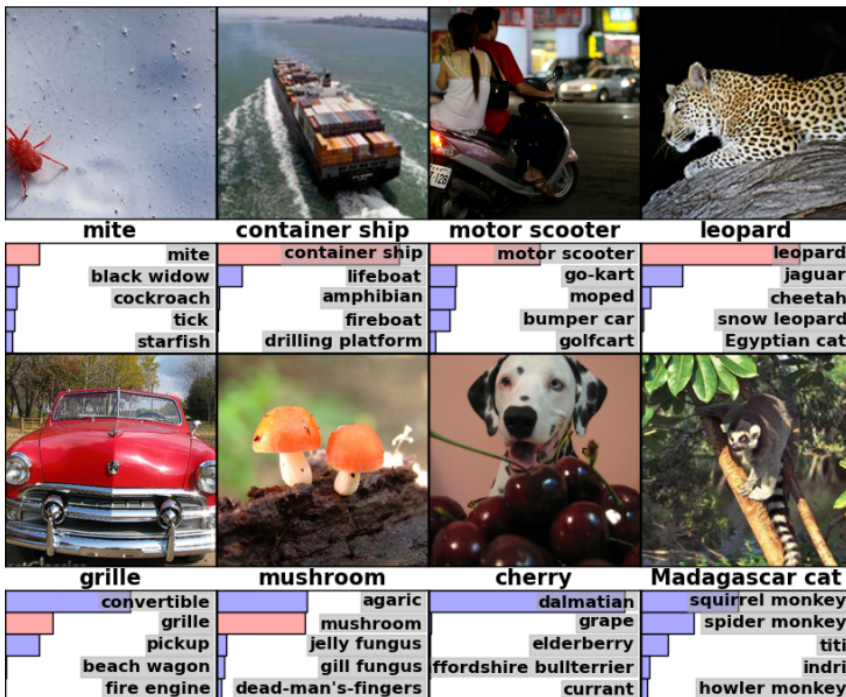 mite
container ship
motor scooter
leopard
mite
black widow
cockroach
tick
starfish
container ship
lifeboat
amphibian
fireboat
drilling platform
motor scooter
go-kart
moped
bumper car
golfcart
leopard
jaguar
cheetah
snow leopard
Egyptian cat
grille
mushroom
cherry
Madagascar cat
convertible
grille
pickup
beach wagon
fire engine
agaric
mushroom
jelly fungus
gill fungus
dead-man's-fingers
dalmatian
grape
elderberry
ffordshire bullterrier
currant
squirrel monkey
spider monkey
titi
indri
howler monkey